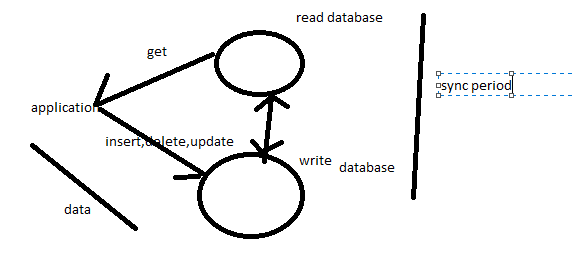 read database
get
sync period
application
insert,delete,update
write database
data